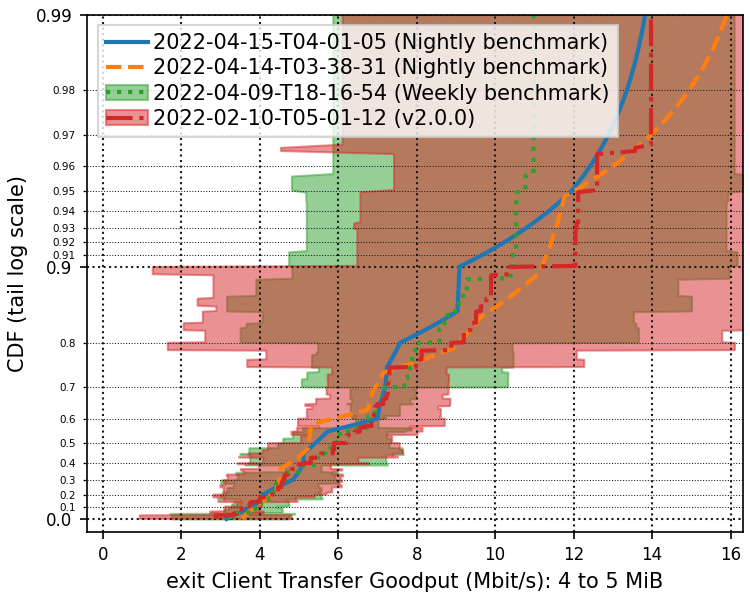 0.99
2022-04-15-T04-01-05 (Nightly benchmark)
2022-04-14-T03-38-31 (Nightly benchmark)
2022-04-09-T18-16-54 (Weekly benchmark)
2022-02-10-T05-01-12 (v2.0.0)
0.98
0.97
0.96
0.95
0.94
0.93
0.92
0.91
0.9
0.8
0.7
0.6
0.5
0.4
0.3
0.2
0.1
0.0
CDF (tail log scale)
0 2 4 6 8 10 12 14 16
exit Client Transfer Goodput (Mbit/s): 4 to 5 MiB